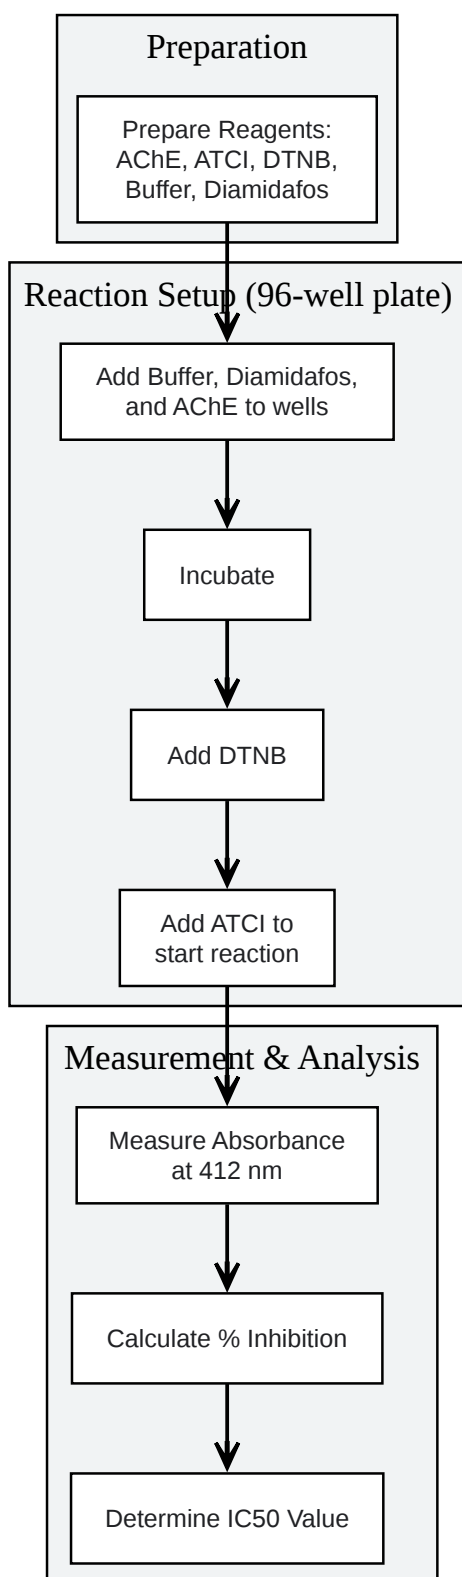 Preparation
Prepare Reagents:
AChE, ATCI, DTNB,
Buffer, Diamidafos
Reaction Setup (96-well plate)
Add Buffer, Diamidafos,
and AChE to wells
Incubate
Add DTNB
Add ATCI to
start reaction
Measurement & Analysis
Measure Absorbance
at 412 nm
Calculate % Inhibition
Determine IC50 Value